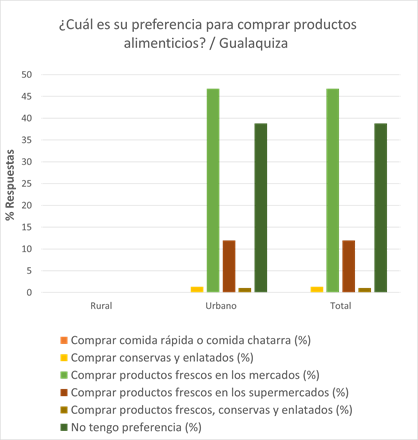 ¿Cuál es su preferencia para comprar productos
alimenticios? / Gualaquiza
50
45
40
35
30
25
20
15
10
5
0
% Respuestas
Rural
Urbano
Total
Comprar comida rápida o comida chatarra (%)
Comprar conservas y enlatados (%)
Comprar productos frescos en los mercados (%)
Comprar productos frescos en los supermercados (%)
Comprar productos frescos, conservas y enlatados (%)
No tengo preferencia (%)